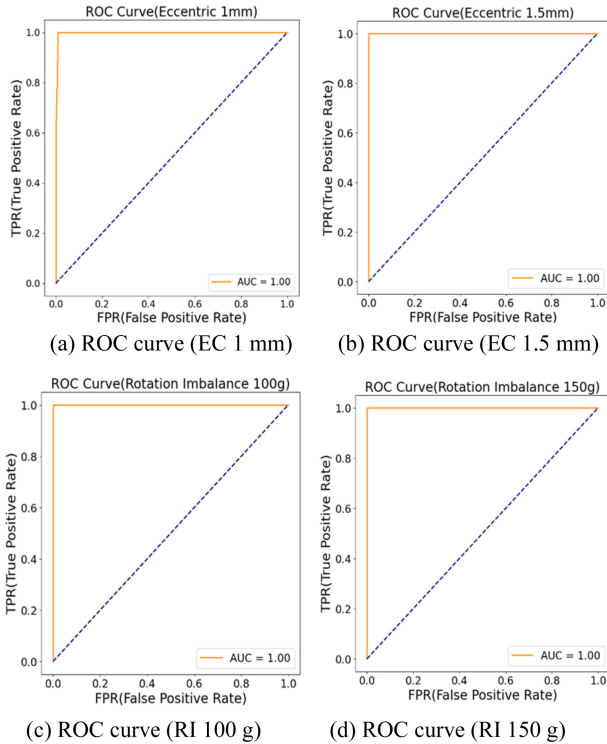 ROC Curve(Eccentric 1mm)
1.0
0.8
0.6
0.4
0.2
0.0
TPR(True Positive Rate)
AUC = 1.00
0.0 0.2 0.4 0.6 0.8 1.0
FPR(False Positive Rate)
(a) ROC curve (EC 1 mm)
ROC Curve(Eccentric 1.5mm)
1.0
0.8
0.6
0.4
0.2
0.0
TPR(True Positive Rate)
AUC = 1.00
0.0 0.2 0.4 0.6 0.8 1.0
FPR(False Positive Rate)
(b) ROC curve (EC 1.5 mm)
ROC Curve(Rotation Imbalance 100g)
1.0
0.8
0.6
0.4
0.2
0.0
TPR(True Positive Rate)
AUC = 1.00
0.0 0.2 0.4 0.6 0.8 1.0
FPR(False Positive Rate)
(c) ROC curve (RI 100 g)
ROC Curve(Rotation Imbalance 150g)
1.0
0.8
0.6
0.4
0.2
0.0
TPR(True Positive Rate)
AUC = 1.00
0.0 0.2 0.4 0.6 0.8 1.0
FPR(False Positive Rate)
(d) ROC curve (RI 150 g)